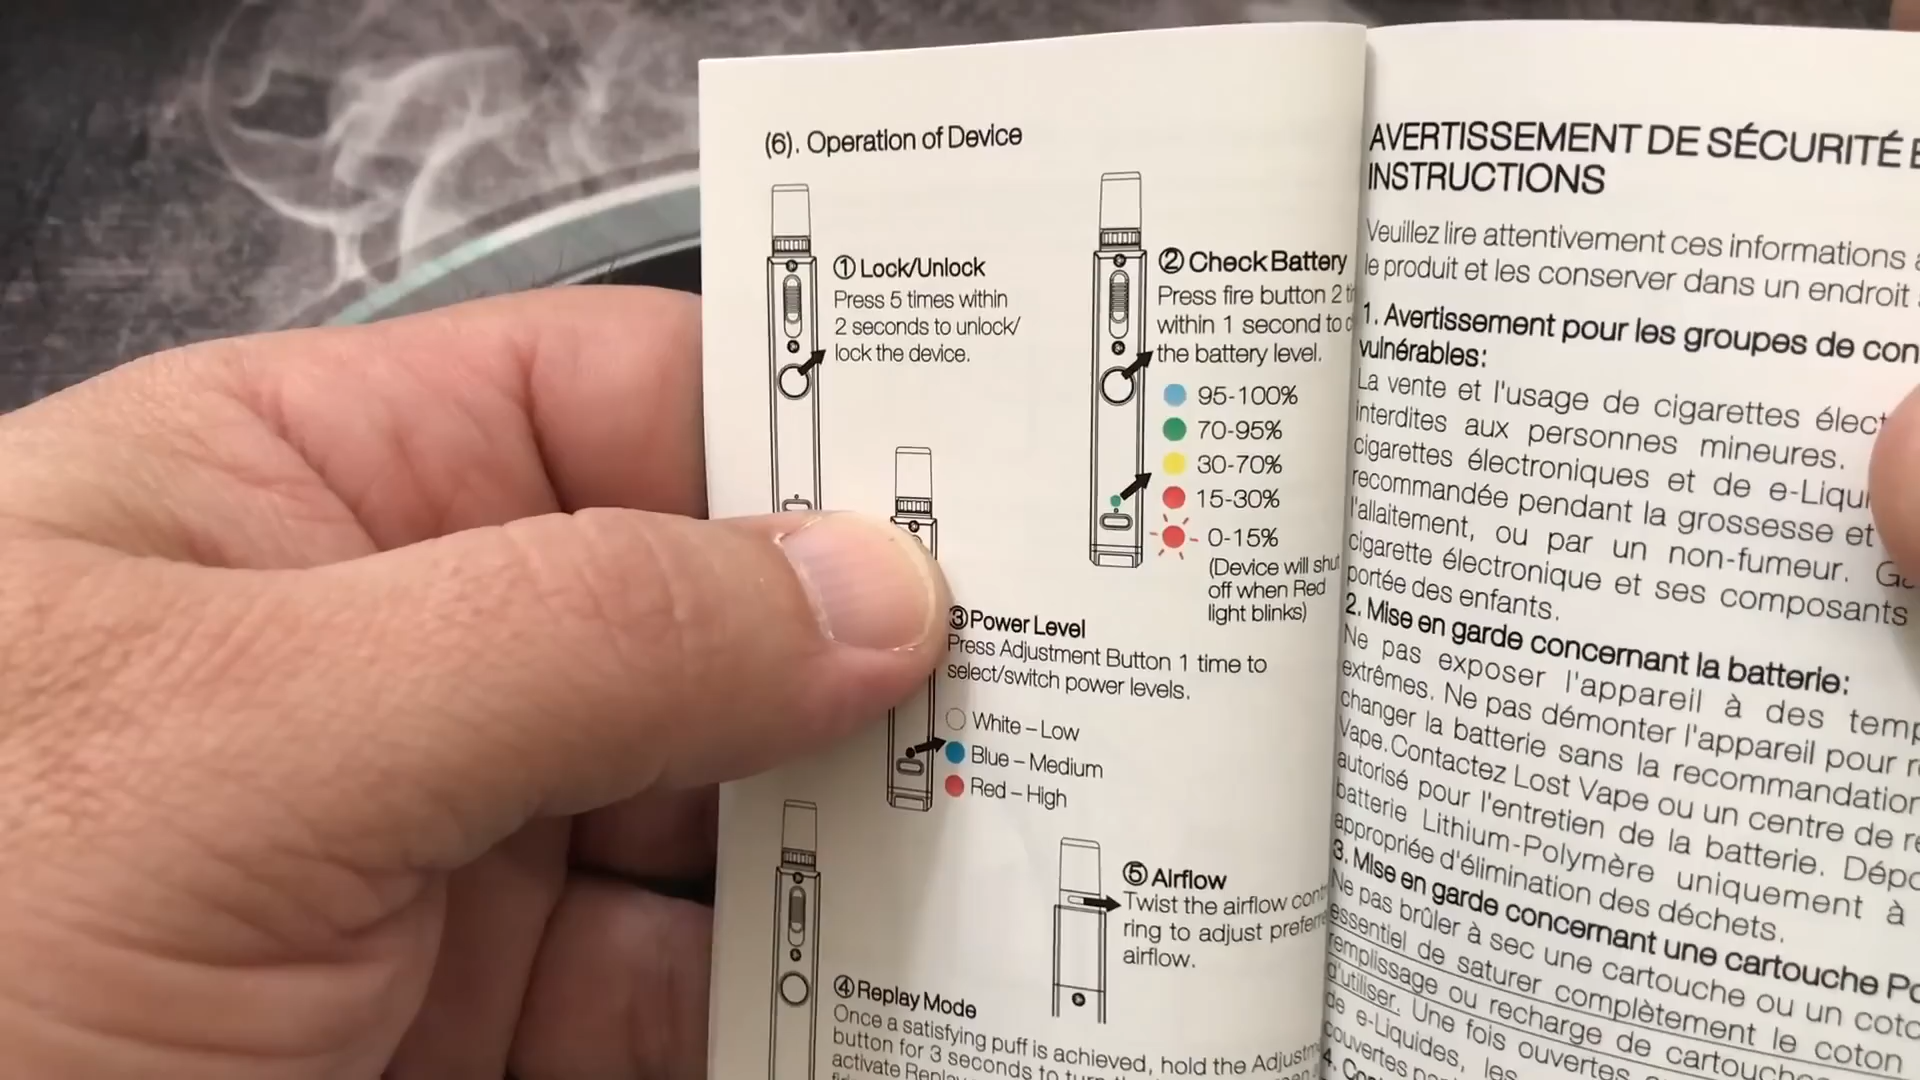 (6). Operation of Device
① Lock/Unlock
Press 5 times within
2 seconds to unlock/
lock the device.
② Check Battery
Press fire button 2
within 1 second to
the battery level.
95-100%
70-95%
30-70%
15-30%
0-15%
(Device will shut
off when Red
light blinks)
③ Power Level
Press Adjustment Button 1 time to
select/switch power levels.
White – Low
Blue – Medium
Red – High
⑤ Airflow
Twist the airflow
ring to adjust
airflow.
④ Replay Mode
Once a satisfying puff is achieved, hold the
button for 3 seconds to
activate
AVERTISSEMENT DE SÉCURITÉ
INSTRUCTIONS
Veuillez lire attentivement ces informations
le produit et les conserver dans un endroit
1. Avertissement pour les groupes de
vulnérables:
La vente et l'usage de cigarettes
interdites aux personnes mineures.
cigarettes électroniques et de
recommandée pendant la grossesse et
l'allaitement, ou par un non-fumeur.
cigarette électronique et ses composants
portée des enfants.
2. Mise en garde concernant la batterie:
Ne pas exposer l'appareil à des
extrêmes. Ne pas démonter l'appareil pour
changer la batterie sans la recommandation
Vape. Contactez Lost Vape ou un centre de
autorisé pour l'entretien de la batterie.
batterie Lithium-Polymère uniquement à
appropriée d'élimination des déchets.
3. Mise en garde concernant une cartouche
Ne pas brûler à sec une cartouche ou un
essentiel de saturer complètement le coton
remplissage ou recharge de
d'utiliser. Une fois ouvertes
de e-Liquides, les
couvertes
4.